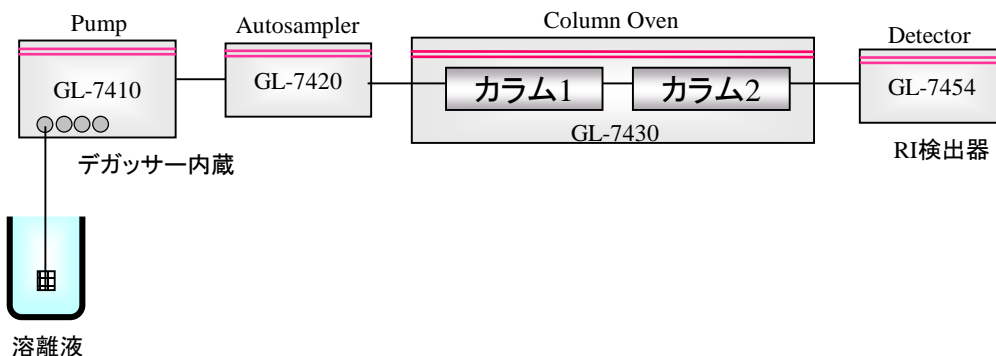 Pump
GL-7410
デガッサー内蔵
溶離液
Autosampler
GL-7420
Column Oven
カラム1
カラム2
GL-7430
Detector
GL-7454
RI検出器